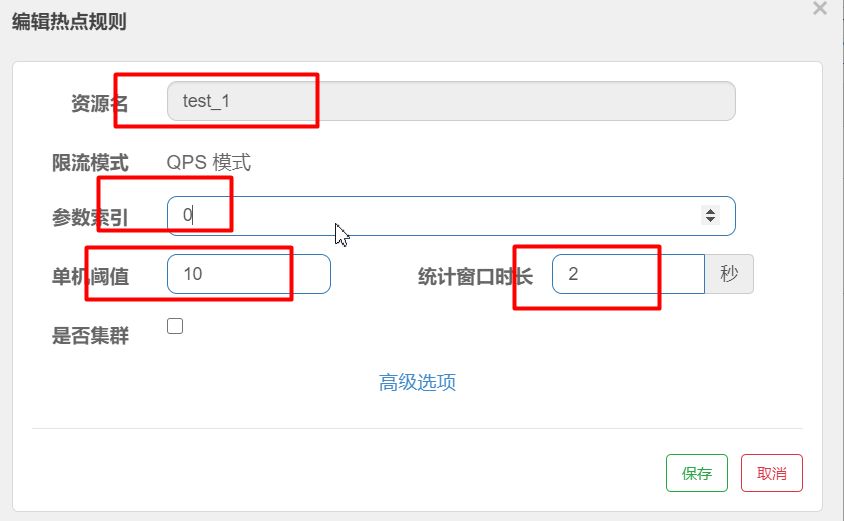 编辑热点规则 ×
资源名 test_1
限流模式 QPS 模式
参数索引 0
单机阈值 10 统计窗口时长 2 秒
是否集群
高级选项
保存 取消